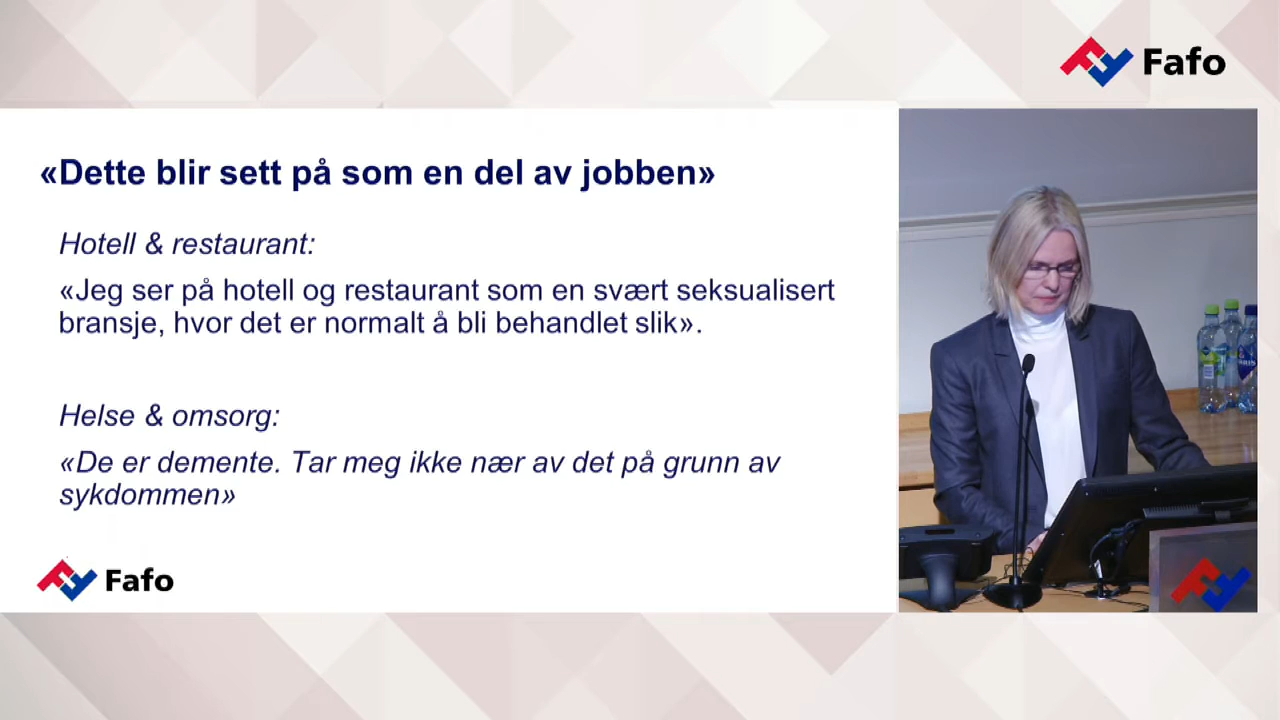 Fafo
«Dette blir sett på som en del av jobben»
Hotell & restaurant:
«Jeg ser på hotell og restaurant som en svært seksualisert
bransje, hvor det er normalt å bli behandlet slik».
Helse & omsorg:
«De er demente. Tar meg ikke nær av det på grunn av
sykdommen»
Fafo